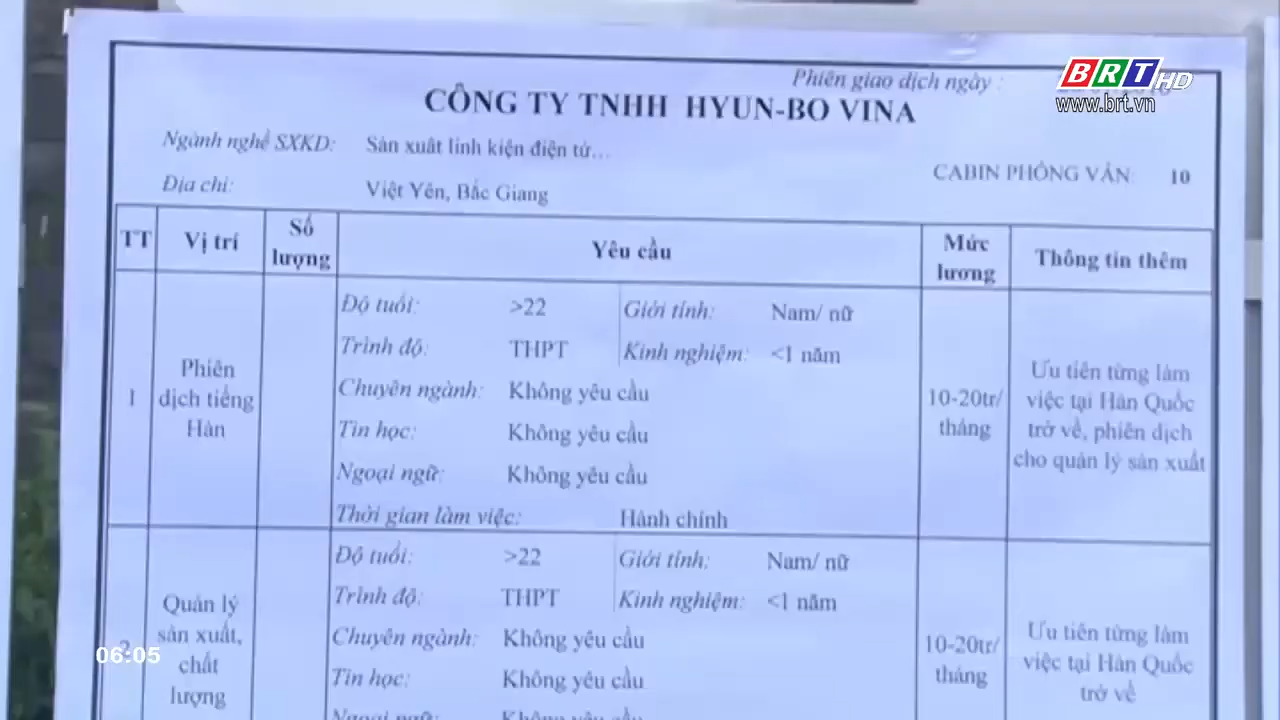 BRT HD
www.brt.vn
Phiên giao dịch ngày :
CÔNG TY TNHH HYUN-BO VINA
Ngành nghề SXKD: Sản xuất linh kiện điện tử...
CABIN PHỎNG VẤN: 10
Địa chỉ: Việt Yên, Bắc Giang
TT Vị trí Số lượng Yêu cầu Mức lương Thông tin thêm
1
Phiên
dịch tiếng
Hàn
Độ tuổi: >22 Giới tính: Nam/ nữ
Trình độ: THPT Kinh nghiệm: <1 năm
Chuyên ngành: Không yêu cầu
Tin học: Không yêu cầu
Ngoại ngữ: Không yêu cầu
Thời gian làm việc: Hành chính
10-20tr/
tháng
Ưu tiên từng làm
việc tại Hàn Quốc
trở về, phiên dịch
cho quản lý sản xuất
Quản lý
sản xuất,
chất
lượng
Độ tuổi: >22 Giới tính: Nam/ nữ
Trình độ: THPT Kinh nghiệm: <1 năm
Chuyên ngành: Không yêu cầu
Tin học: Không yêu cầu
Ngoại ngữ: Không yêu cầu
10-20tr/
tháng
Ưu tiên từng làm
việc tại Hàn Quốc
trở về
06:05